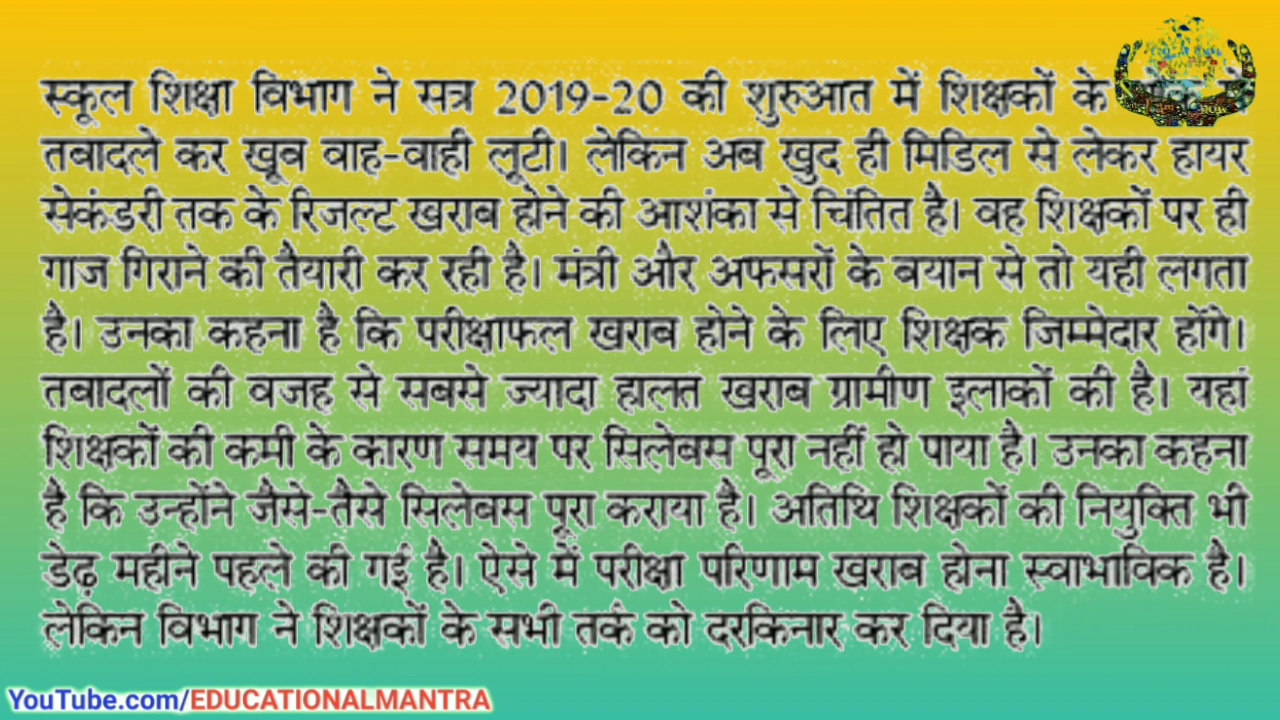 स्कूल शिक्षा विभाग ने सत्र 2019-20 की शुरुआत में शिक्षकों के
तबादले कर खूब वाह-वाही लूटी। लेकिन अब खुद ही मिडिल से लेकर हायर
सेकंडरी तक के रिजल्ट खराब होने की आशंका से चिंतित है। वह शिक्षकों पर ही
गाज गिराने की तैयारी कर रही है। मंत्री और अफसरों के बयान से तो यही लगता
है। उनका कहना है कि परीक्षाफल खराब होने के लिए शिक्षक जिम्मेदार होंगे।
तबादलों की वजह से सबसे ज्यादा हालत खराब ग्रामीण इलाकों की है। यहां
शिक्षकों की कमी के कारण समय पर सिलेबस पूरा नहीं हो पाया है। उनका कहना
है कि उन्होंने जैसे-तैसे सिलेबस पूरा कराया है। अतिथि शिक्षकों की नियुक्ति भी
डेढ़ महीने पहले की गई है। ऐसे में परीक्षा परिणाम खराब होना स्वाभाविक है।
लेकिन विभाग ने शिक्षकों के सभी तर्क को दरकिनार कर दिया है।
YouTube.com/EDUCATIONALMANTRA